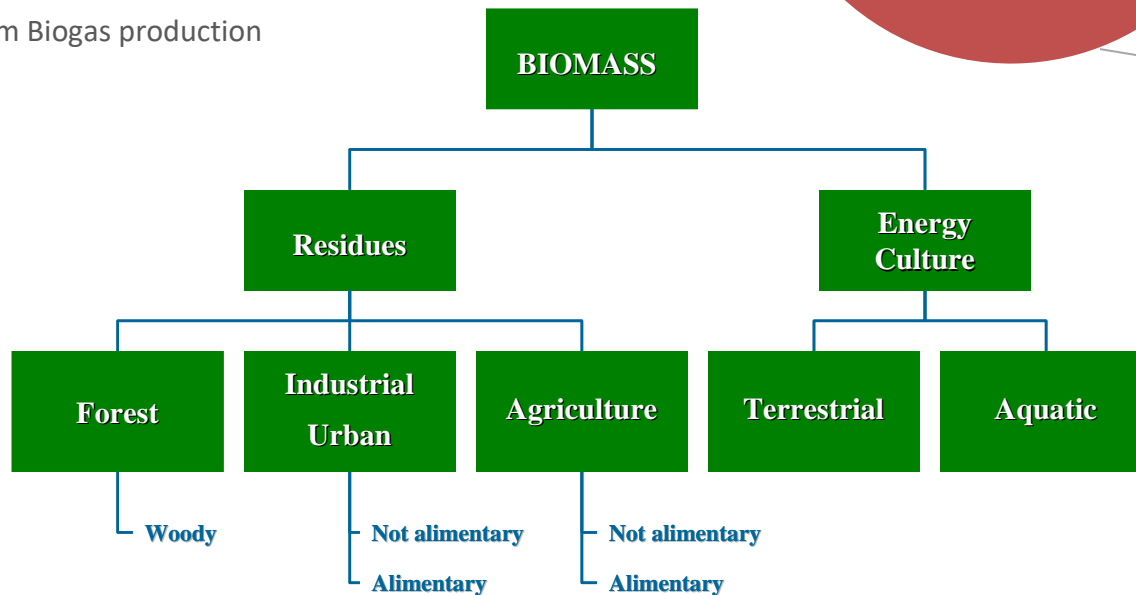 Biogas production
BIOMASS
Residues
Energy
Culture
Forest
Industrial
Urban
Agriculture
Terrestrial
Aquatic
Woody
Not alimentary
Alimentary
Not alimentary
Alimentary